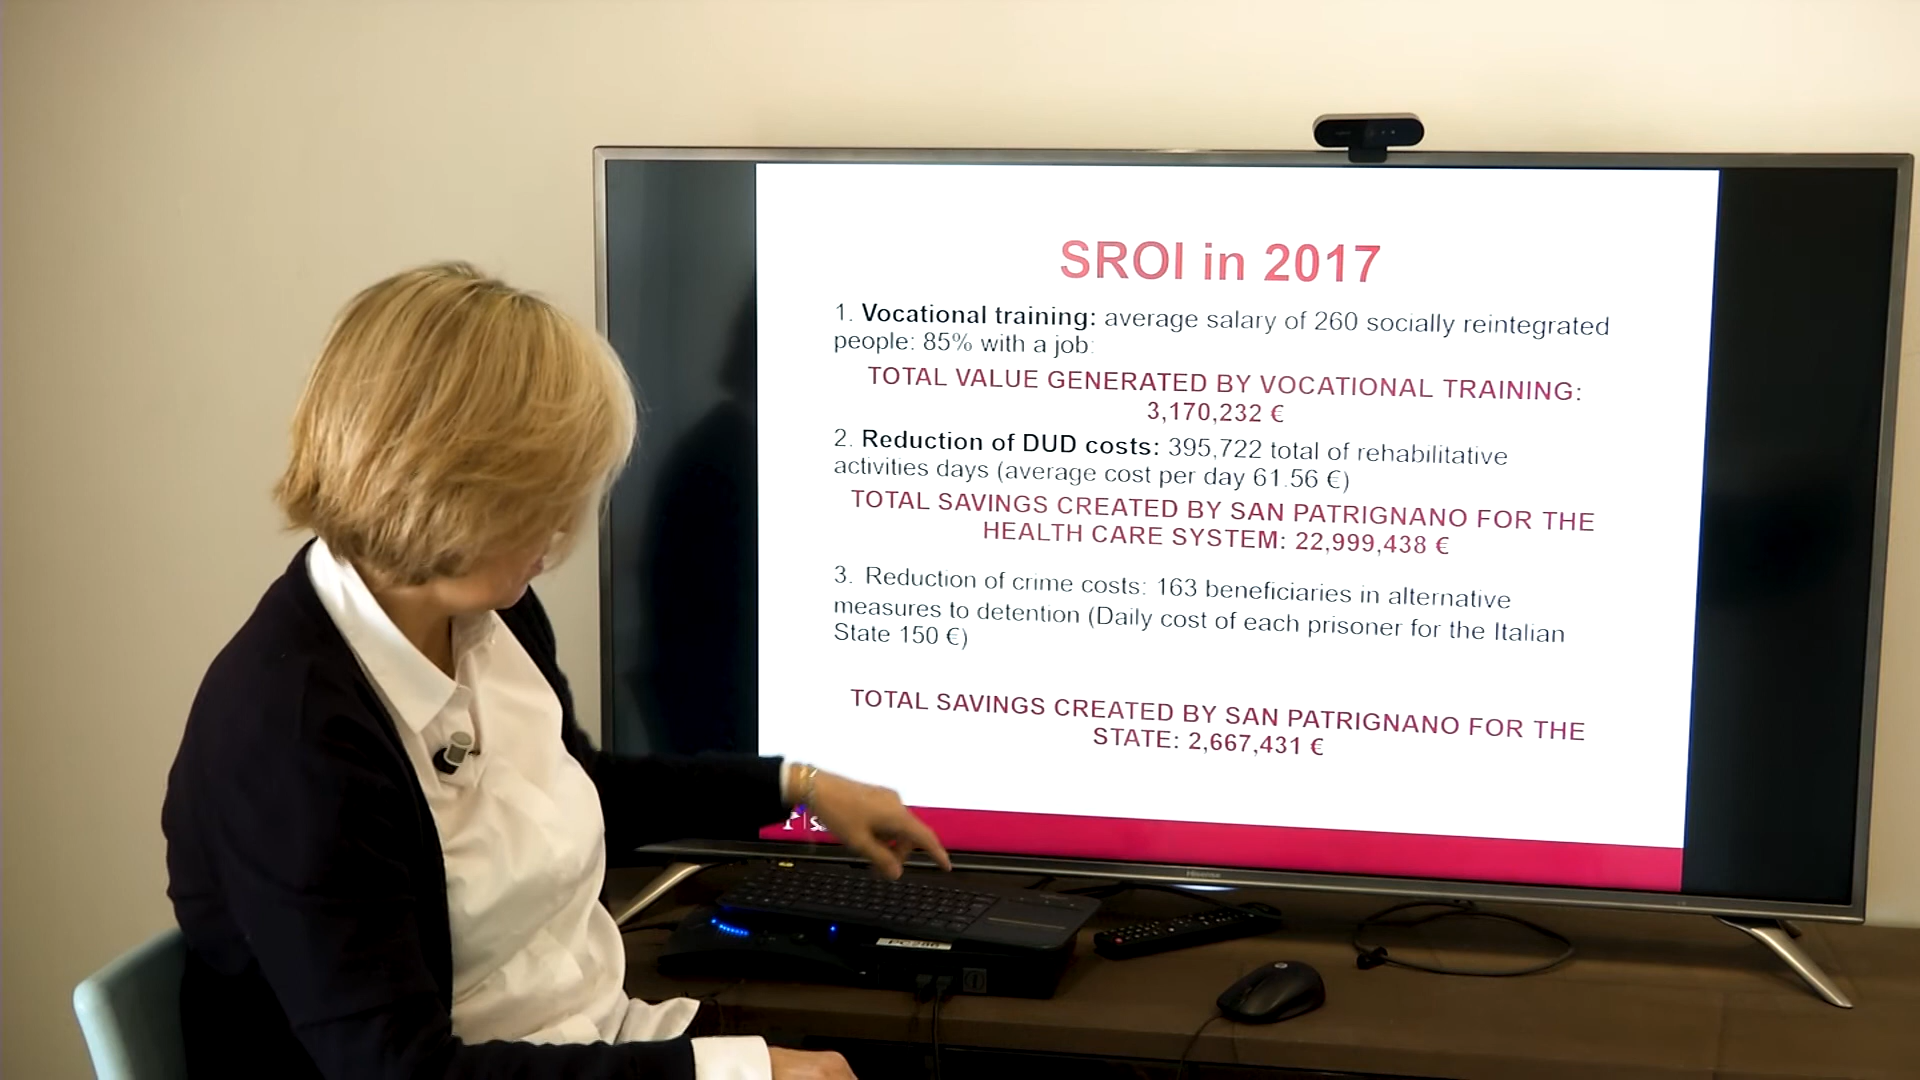 SROI in 2017
1. Vocational training: average salary of 260 socially reintegrated
people: 85% with a job:
TOTAL VALUE GENERATED BY VOCATIONAL TRAINING:
3,170,232 €
2. Reduction of DUD costs: 395,722 total of rehabilitative
activities days (average cost per day 61.56 €)
TOTAL SAVINGS CREATED BY SAN PATRIGNANO FOR THE
HEALTH CARE SYSTEM: 22,999,438 €
3. Reduction of crime costs: 163 beneficiaries in alternative
measures to detention (Daily cost of each prisoner for the Italian
State 150 €)
TOTAL SAVINGS CREATED BY SAN PATRIGNANO FOR THE
STATE: 2,667,431 €
Hisense